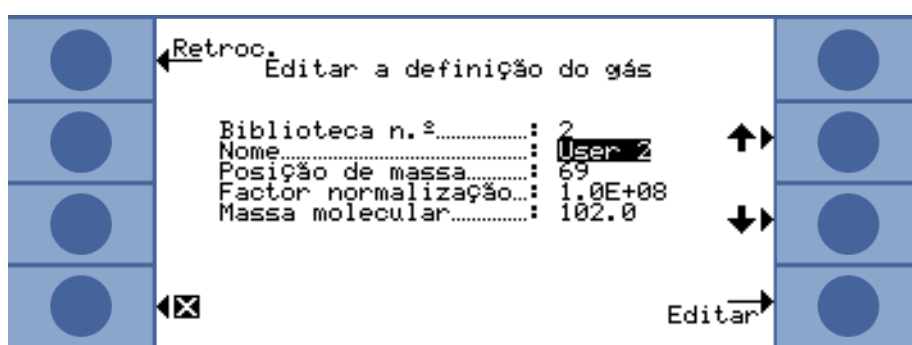 Retroc.
Editar a definição do gás
Biblioteca n.º……………: 2
Nome……………………………………: User 2
Posição de massa…………: 69
Factor normalização…: 1.0E+08
Massa molecular……………: 102.0
Editar